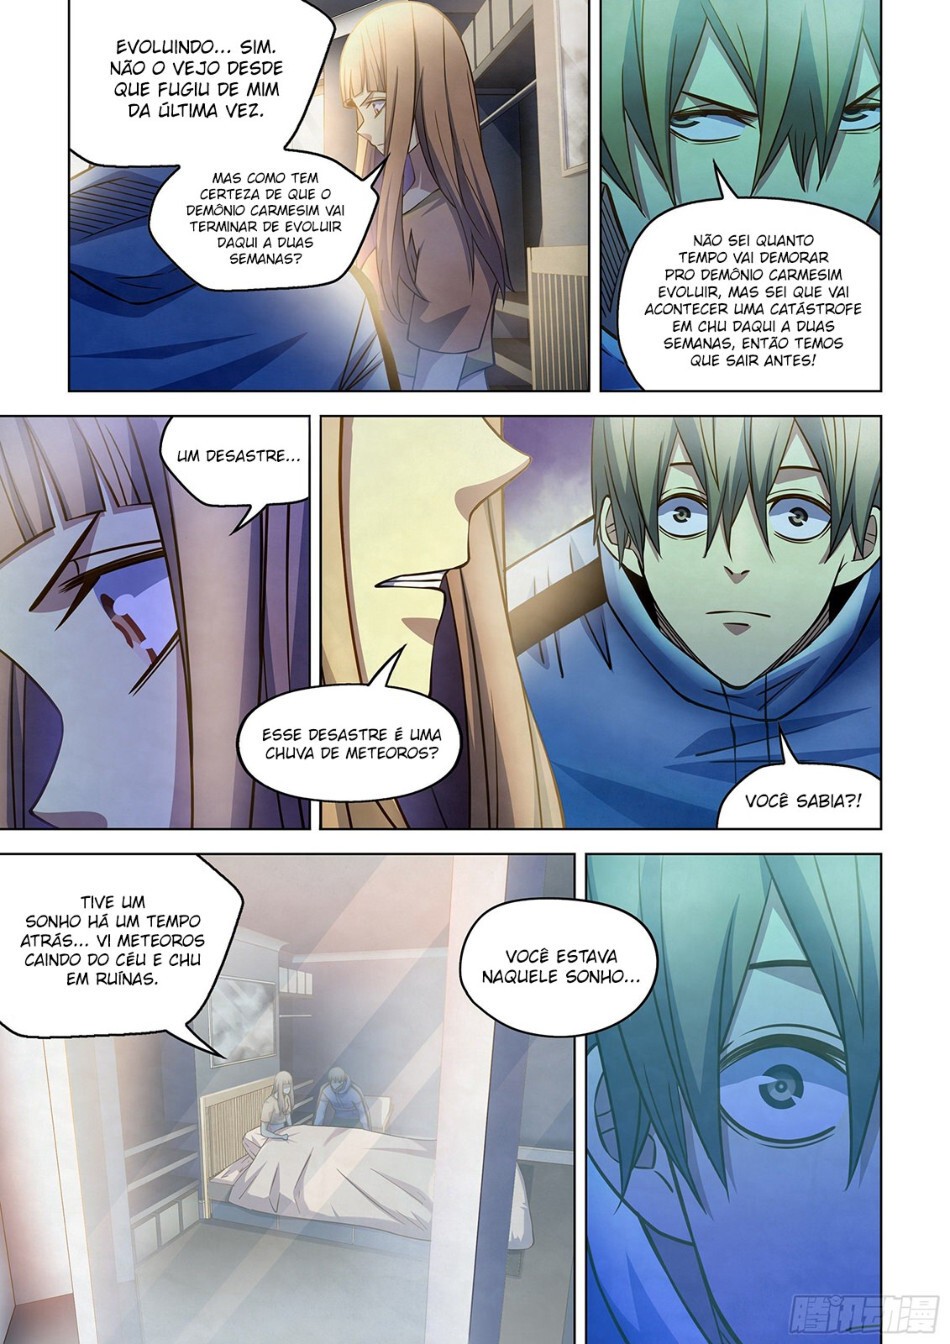 EVOLUINDO... SIM.
NÃO O VEJO DESDE
QUE FUGIU DE MIM
DA ÚLTIMA VEZ.
MAS COMO TEM
CERTEZA DE QUE O
DEMÔNIO CARMESIM VAI
TERMINAR DE EVOLUIR
DAQUI A DUAS
SEMANAS?
NÃO SEI QUANTO
TEMPO VAI DEMORAR
PRO DEMÔNIO CARMESIM
EVOLUIR, MAS SEI QUE VAI
ACONTECER UMA CATÁSTROFE
EM CHU DAQUI A DUAS
SEMANAS, ENTÃO TEMOS
QUE SAIR ANTES!
UM DESASTRE...
ESSE DESASTRE É UMA
CHUVA DE METEOROS?
VOCÊ SABIA?!
TIVE UM
SONHO HÁ UM TEMPO
ATRÁS... VI METEOROS
CAINDO DO CÉU E CHU
EM RUÍNAS.
VOCÊ ESTAVA
NAQUELE SONHO...
腾讯动漫